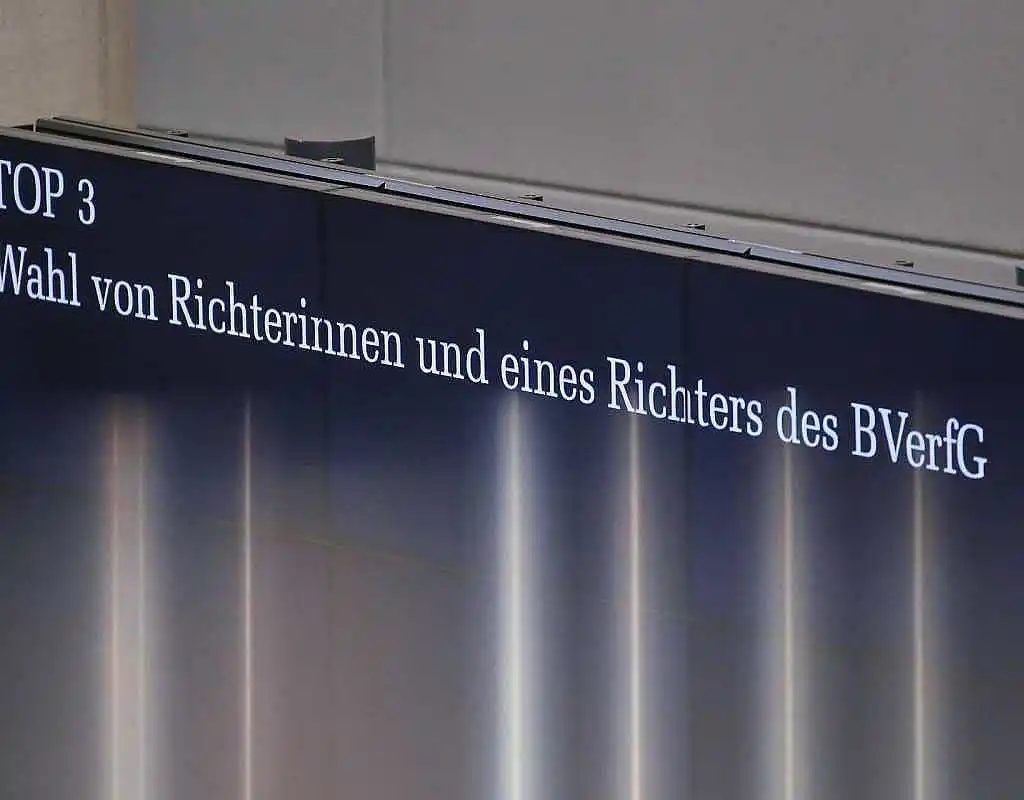 TOP 3
Wahl von Richterinnen und eines Richters des BVerfG